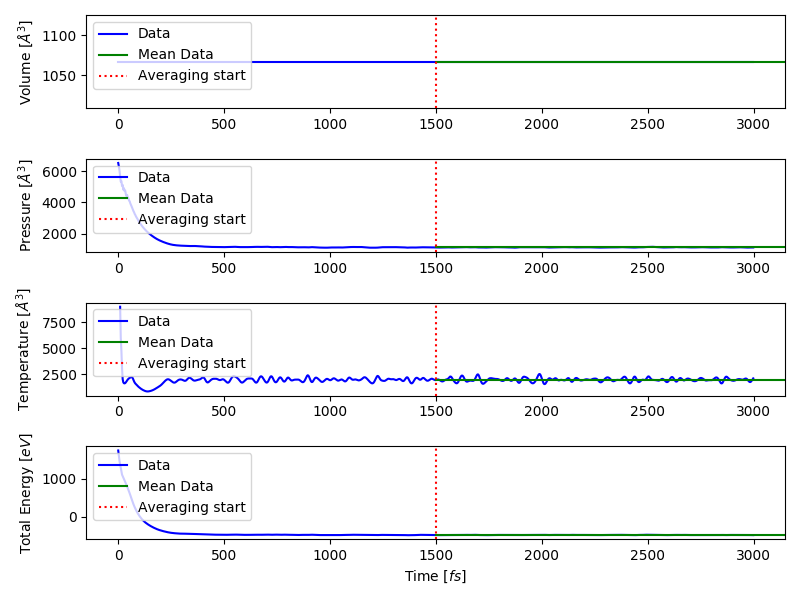 Volume [Å³]
1100
1050
Data
Mean Data
Averaging start
0 500 1000 1500 2000 2500 3000
Pressure [Å³]
6000
4000
2000
Data
Mean Data
Averaging start
0 500 1000 1500 2000 2500 3000
Temperature [Å³]
7500
5000
2500
Data
Mean Data
Averaging start
0 500 1000 1500 2000 2500 3000
Total Energy [eV]
1000
0
Data
Mean Data
Averaging start
0 500 1000 1500 2000 2500 3000
Time [fs]